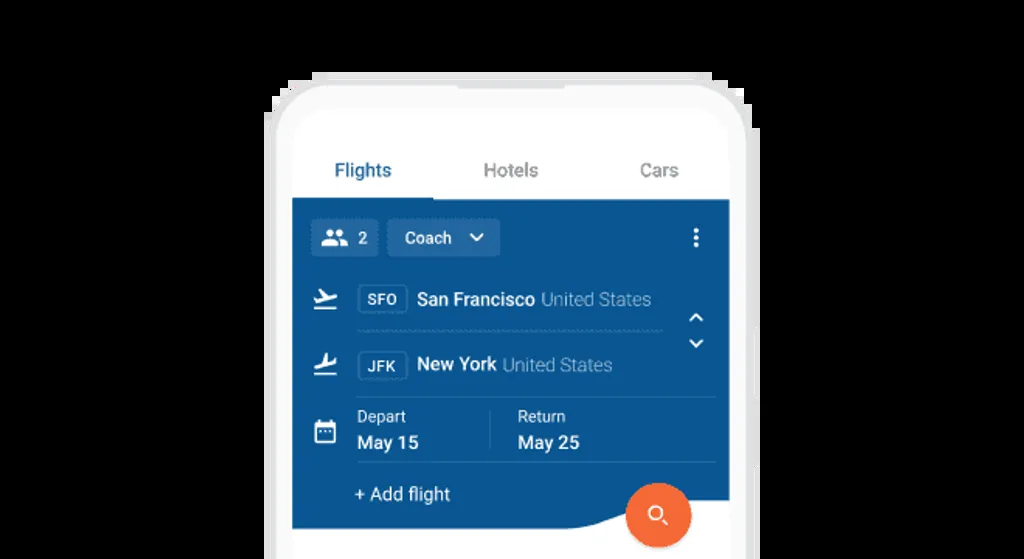 Flights Hotels Cars
2 Coach
SFO San Francisco United States
JFK New York United States
Depart Return
May 15 May 25
+ Add flight